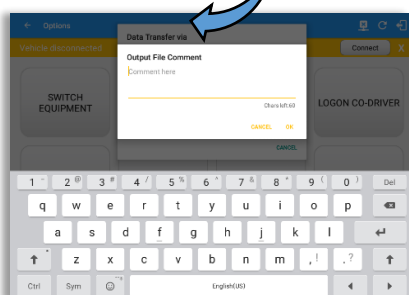 ← Options
Vehicle disconnected
Connect X
Data Transfer via
Output File Comment
Comment here
Chars left:60
CANCEL OK
CANCEL
SWITCH
EQUIPMENT
LOGON CO-DRIVER
1 - 2 @ 3 # 4 / 5 % 6 ^ 7 & 8 * 9 ( 0 ) Del
q w e r t y u i o p
a s d f g h j k l
z x c v b n m , ! . ?
Ctrl Sym English(US)